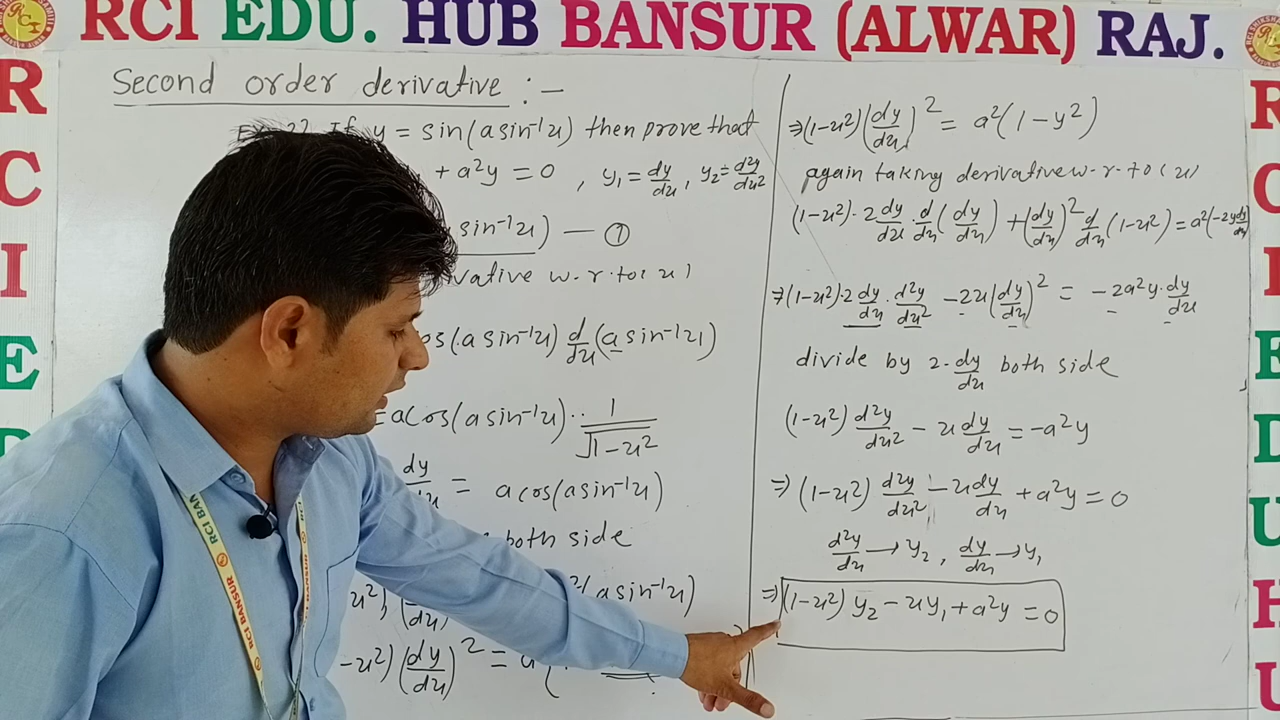 RCI EDU. HUB BANSUR (ALWAR) RAJ.
Second order derivative :-
If y = sin(a sin⁻¹x) then prove that
+ a²y = 0 , y₁ = dy/dx , y₂ = d²y/dx²
sin⁻¹x) — ①
vative w.r.to(x)
os(a sin⁻¹x) d/dx (a sin⁻¹x)
= a cos(a sin⁻¹x) · 1/√(1-x²)
dy/dx = a cos(a sin⁻¹x)
both side
²(a sin⁻¹x)
-x²) (dy/dx)² = a
⇒ (1-x²) (dy/dx)² = a²(1-y²)
again taking derivative w.r.to(x)
(1-x²)·2 dy/dx · d/dx (dy/dx) + (dy/dx)² d/dx (1-x²) = a²(-2y dy/dx)
⇒ (1-x²)·2 dy/dx · d²y/dx² - 2x (dy/dx)² = -2a²y · dy/dx
divide by 2· dy/dx both side
(1-x²) d²y/dx² - x dy/dx = -a²y
⇒ (1-x²) d²y/dx² - x dy/dx + a²y = 0
d²y/dx → y₂ , dy/dx → y₁
⇒ (1-x²) y₂ - xy₁ + a²y = 0
R
C
I
E
D
R
C
I
E
D
U
H
U
RCI BANSUR